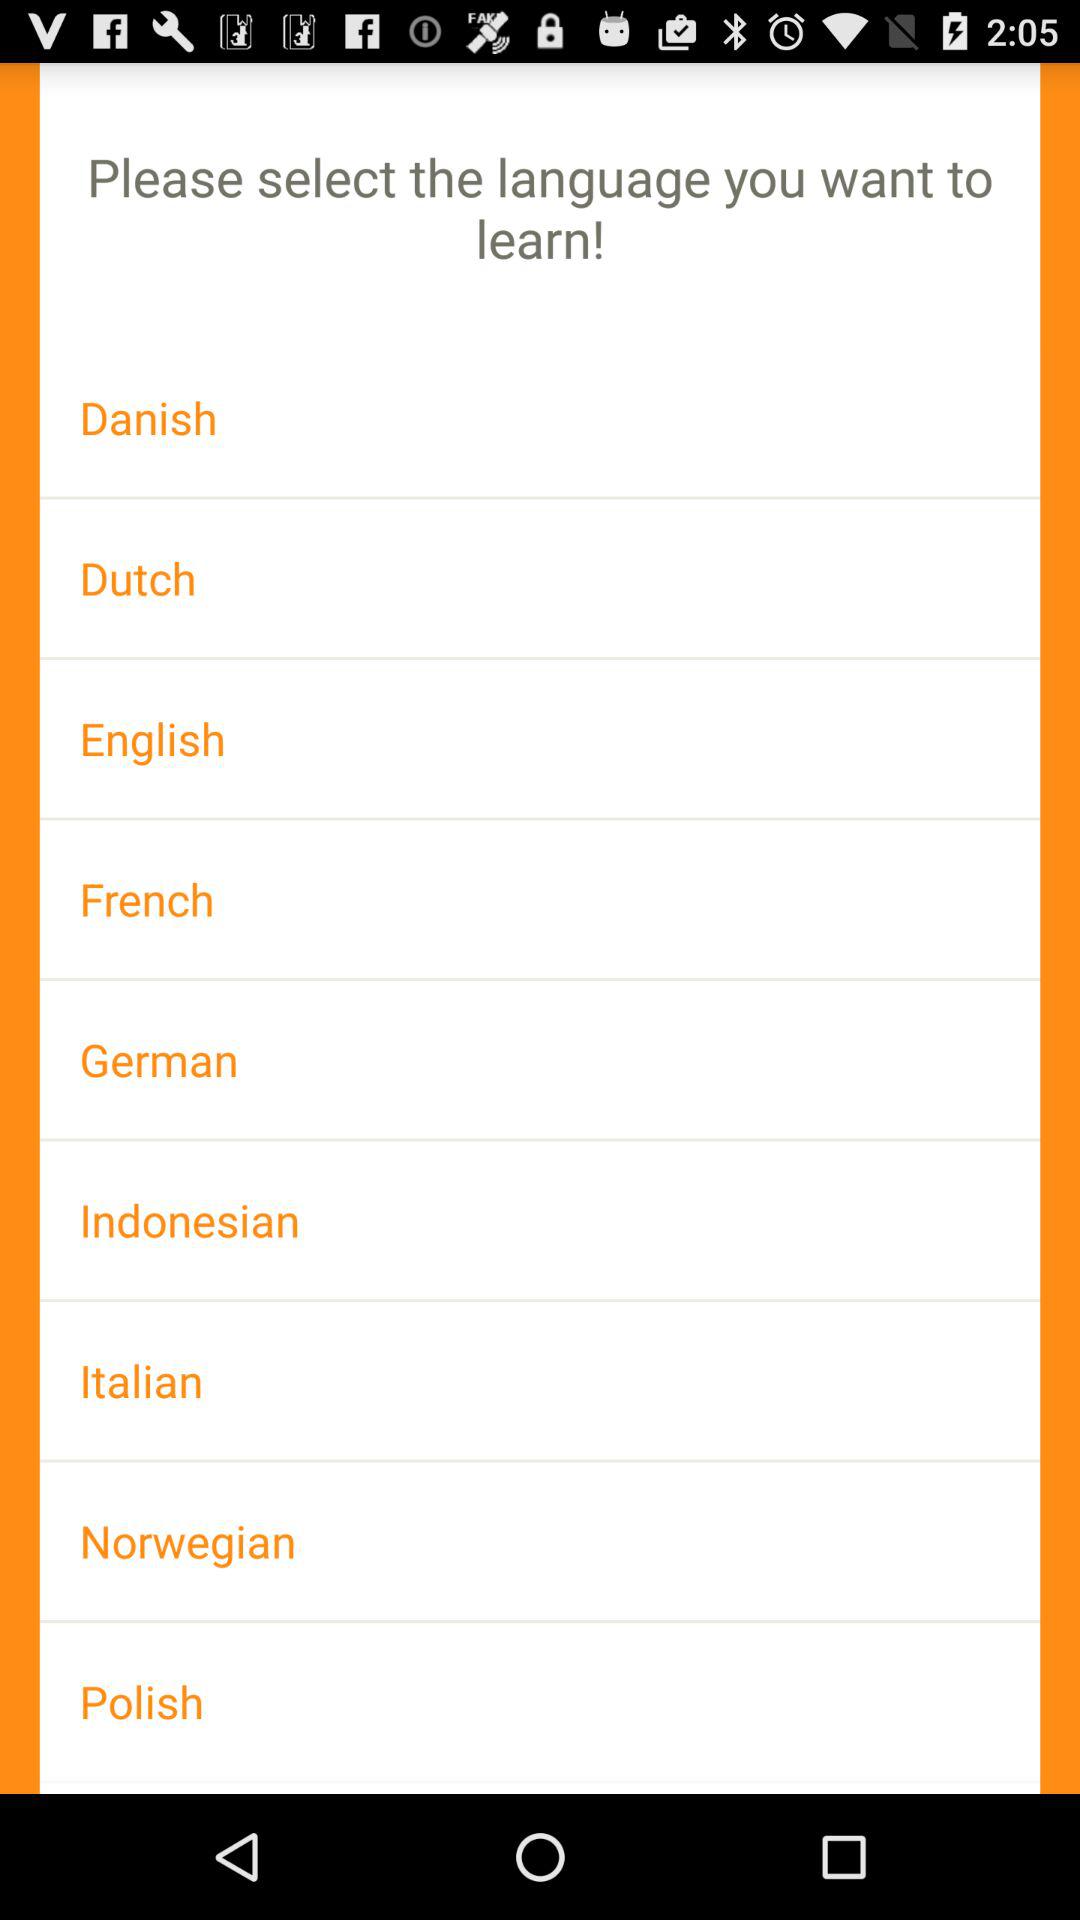 FAKE 2:05
Please select the language you want to
learn!
Danish
Dutch
English
French
German
Indonesian
Italian
Norwegian
Polish